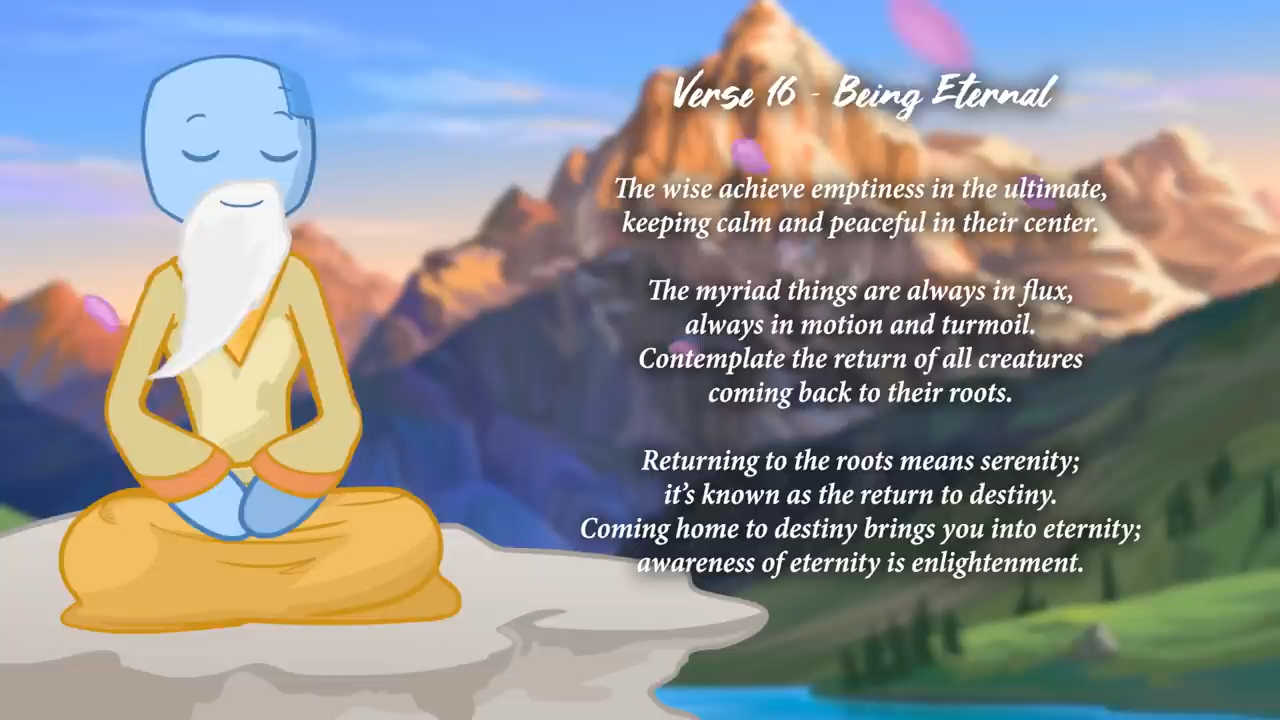 Verse 16 - Being Eternal
The wise achieve emptiness in the ultimate,
keeping calm and peaceful in their center.
The myriad things are always in flux,
always in motion and turmoil.
Contemplate the return of all creatures
coming back to their roots.
Returning to the roots means serenity;
it’s known as the return to destiny.
Coming home to destiny brings you into eternity;
awareness of eternity is enlightenment.